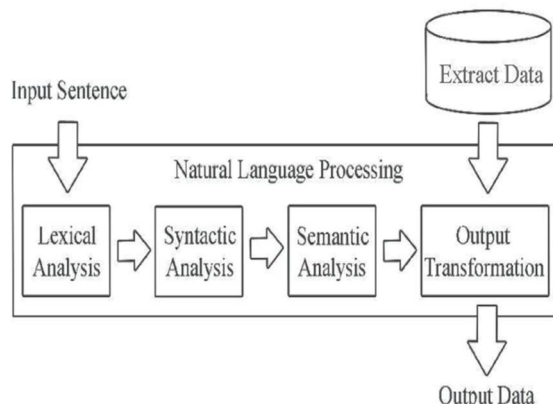 Extract Data
Input Sentence
Natural Language Processing
Lexical
Analysis
Syntactic
Analysis
Semantic
Analysis
Output
Transformation
Output Data